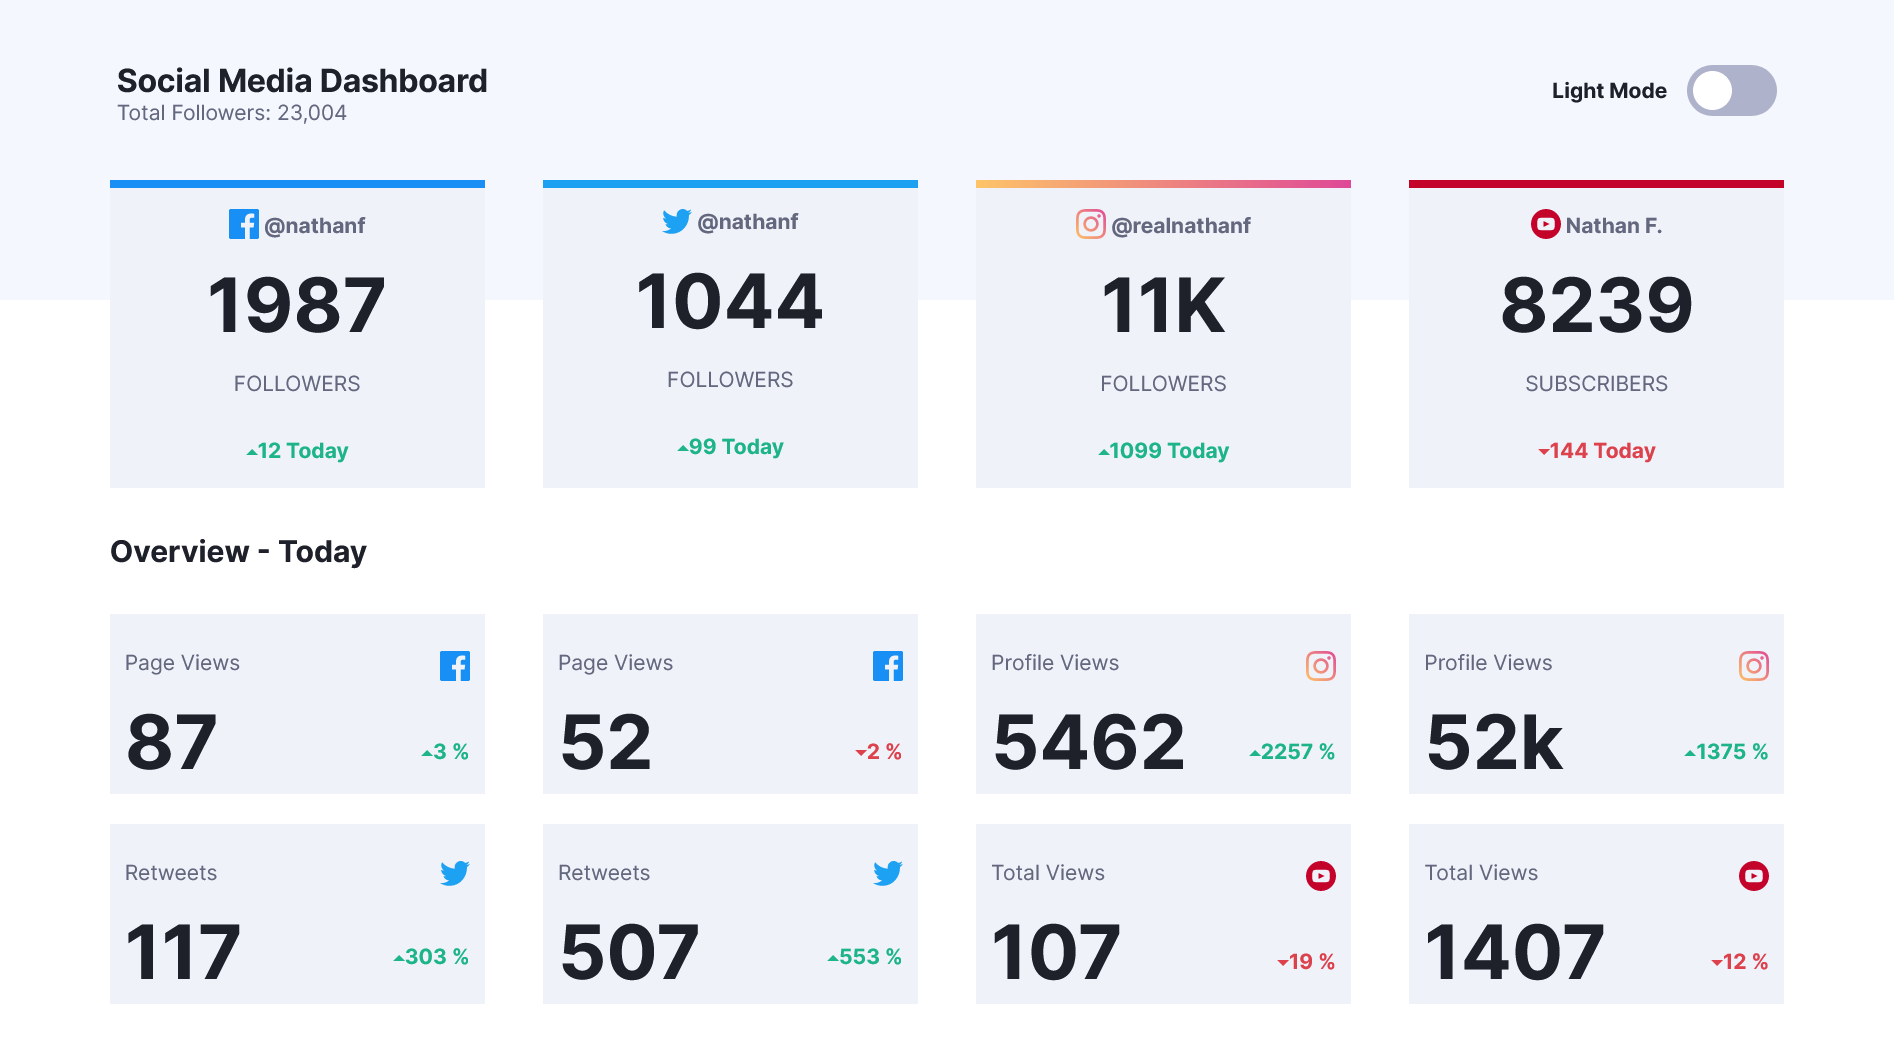 Social Media Dashboard
Total Followers: 23,004
Light Mode
@nathanf
1987
FOLLOWERS
12 Today
@nathanf
1044
FOLLOWERS
99 Today
@realnathanf
11K
FOLLOWERS
1099 Today
Nathan F.
8239
SUBSCRIBERS
144 Today
Overview - Today
Page Views
87
3 %
Page Views
52
2 %
Profile Views
5462
2257 %
Profile Views
52k
1375 %
Retweets
117
303 %
Retweets
507
553 %
Total Views
107
19 %
Total Views
1407
12 %